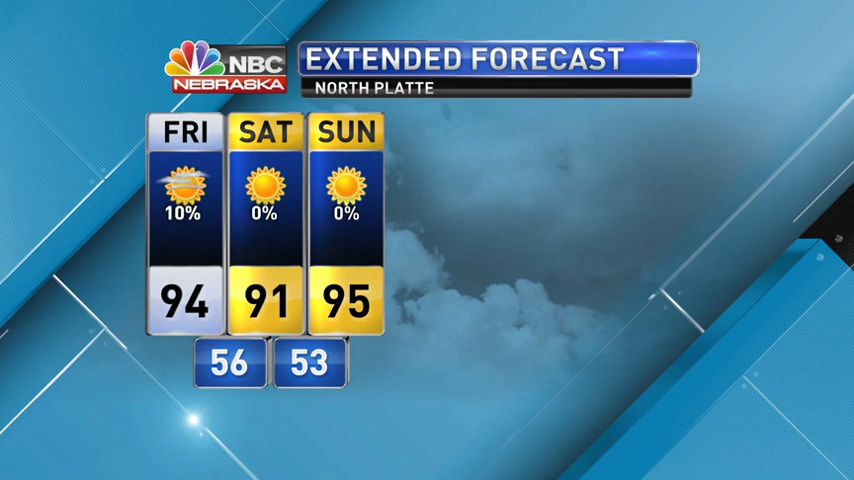 NBC
NEBRASKA
EXTENDED FORECAST
NORTH PLATTE
FRI SAT SUN
10% 0% 0%
94 91 95
56 53